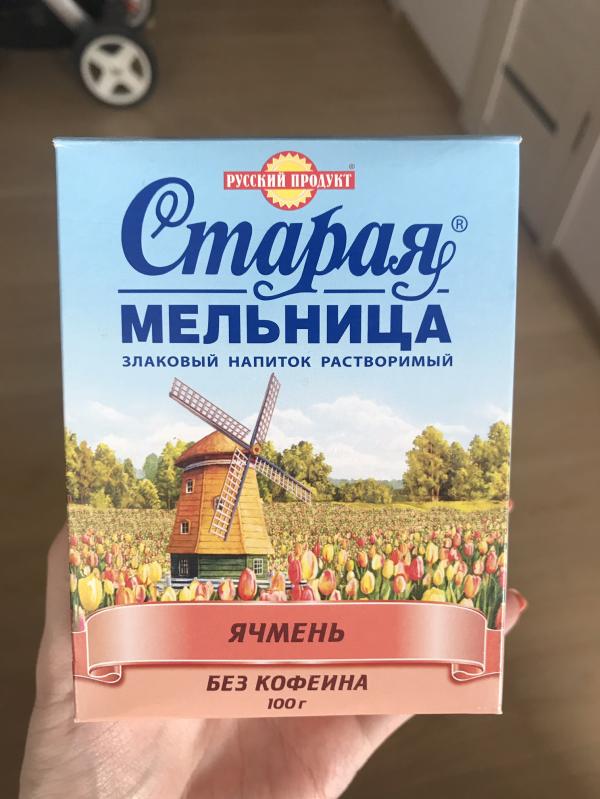 РУССКИЙ ПРОДУКТ®
Старая®
МЕЛЬНИЦА
ЗЛАКОВЫЙ НАПИТОК РАСТВОРИМЫЙ
ЯЧМЕНЬ
БЕЗ КОФЕИНА
100 г